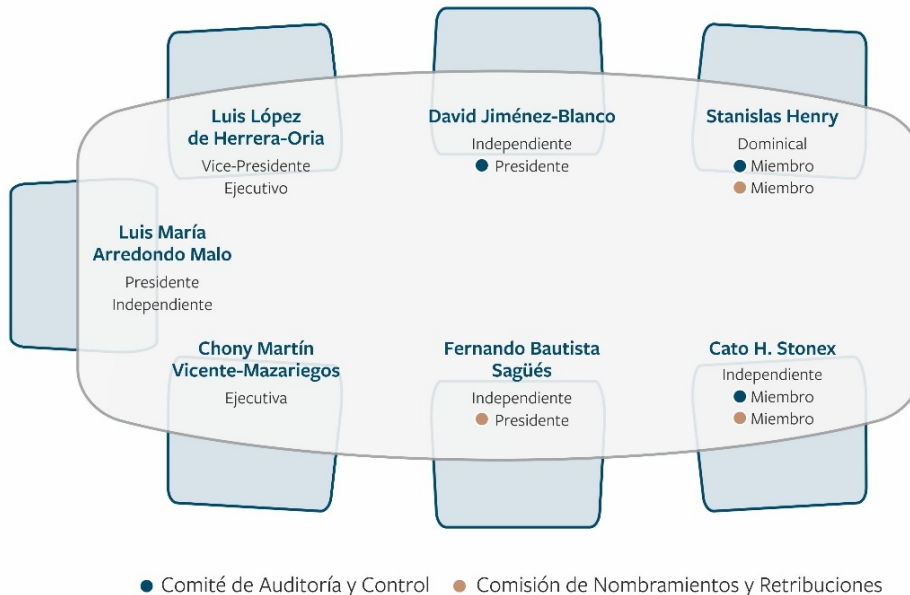 Luis López
de Herrera-Oria
Vice-Presidente
Ejecutivo
David Jiménez-Blanco
Independiente
Presidente
Stanislas Henry
Dominical
Miembro
Miembro
Luis María
Arredondo Malo
Presidente
Independiente
Chony Martín
Vicente-Mazariegos
Ejecutiva
Fernando Bautista
Sagüés
Independiente
Presidente
Cato H. Stonex
Independiente
Miembro
Miembro
Comité de Auditoría y Control
Comisión de Nombramientos y Retribuciones